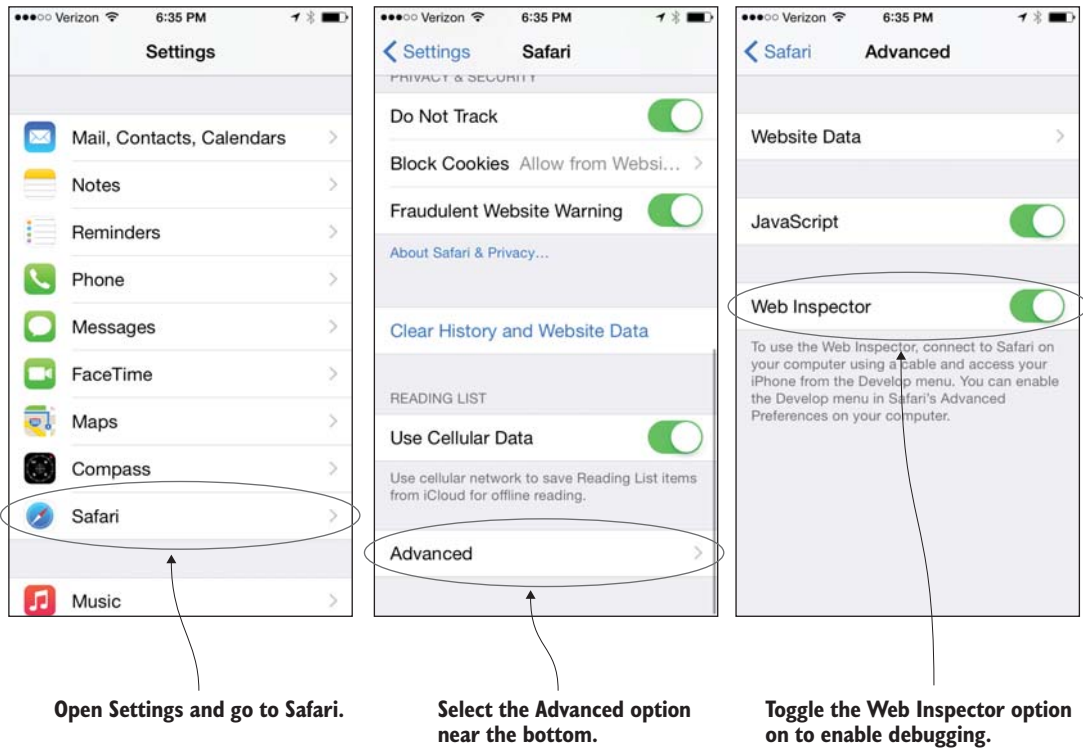 Verizon 6:35 PM
Settings
Mail, Contacts, Calendars
Notes
Reminders
Phone
Messages
FaceTime
Maps
Compass
Safari
Music
Open Settings and go to Safari.
Verizon 6:35 PM
Settings Safari
PRIVACY & SECURITY
Do Not Track
Block Cookies Allow from Websi...
Fraudulent Website Warning
About Safari & Privacy...
Clear History and Website Data
READING LIST
Use Cellular Data
Use cellular network to save Reading List items
from iCloud for offline reading.
Advanced
Select the Advanced option
near the bottom.
Verizon 6:35 PM
Safari Advanced
Website Data
JavaScript
Web Inspector
To use the Web Inspector, connect to Safari on
your computer using a cable and access your
iPhone from the Develop menu. You can enable
the Develop menu in Safari's Advanced
Preferences on your computer.
Toggle the Web Inspector option
on to enable debugging.